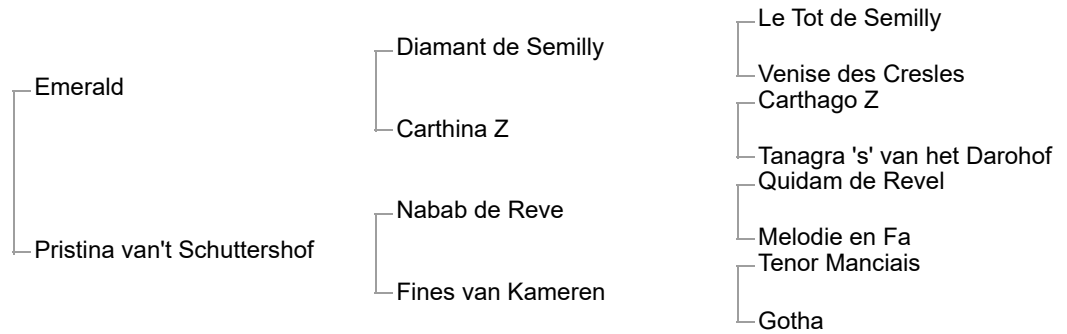 Le Tot de Semilly
Diamant de Semilly
Venise des Cresles
Emerald
Carthago Z
Carthina Z
Tanagra 's' van het Darohof
Quidam de Revel
Nabab de Reve
Melodie en Fa
Pristina van't Schuttershof
Tenor Manciais
Fines van Kameren
Gotha